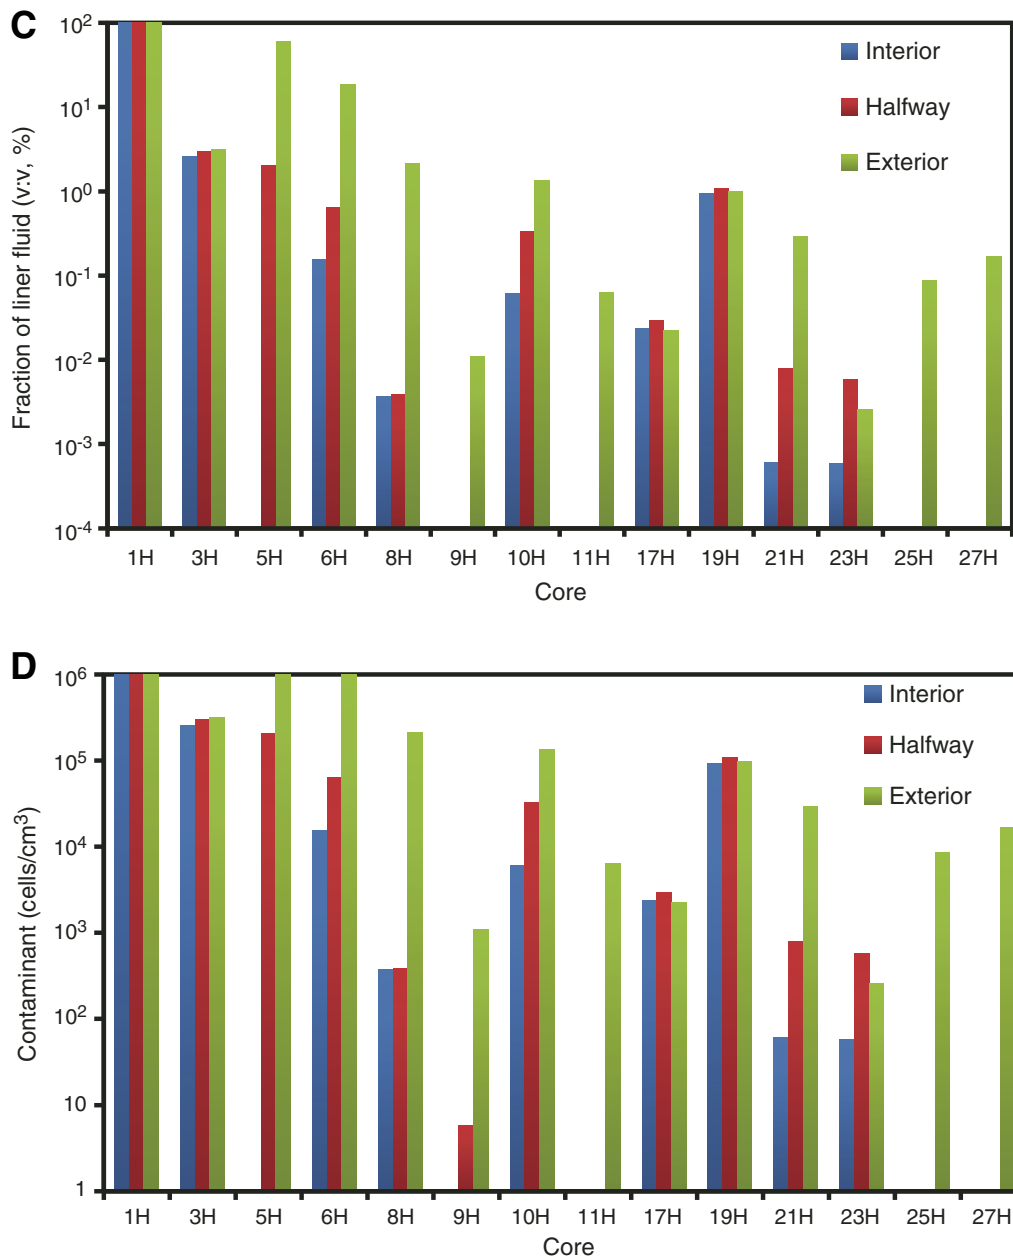 C
Fraction of liner fluid (v:v, %)
10²
10¹
10⁰
10⁻¹
10⁻²
10⁻³
10⁻⁴
Interior
Halfway
Exterior
1H 3H 5H 6H 8H 9H 10H 11H 17H 19H 21H 23H 25H 27H
Core
D
Contaminant (cells/cm³)
10⁶
10⁵
10⁴
10³
10²
10
1
Interior
Halfway
Exterior
1H 3H 5H 6H 8H 9H 10H 11H 17H 19H 21H 23H 25H 27H
Core